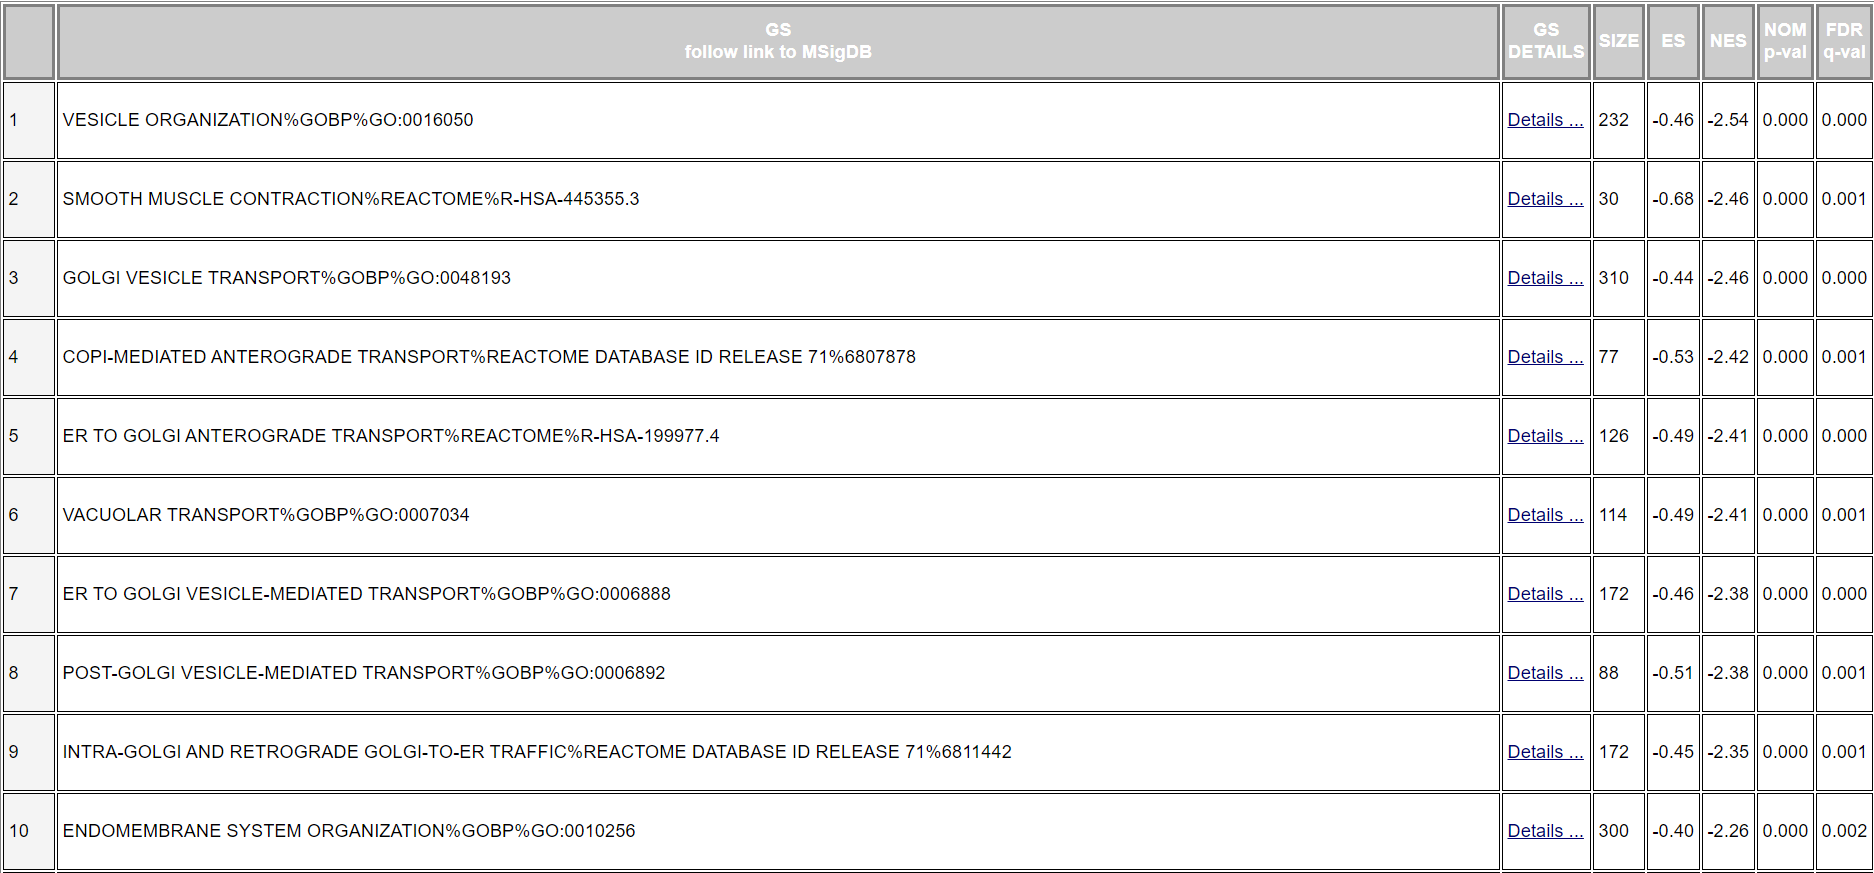 GS
follow link to MSigDB
GS
DETAILS
SIZE
ES
NES
NOM
p-val
FDR
q-val
1 VESICLE ORGANIZATION%GOBP%GO:0016050 Details ... 232 -0.46 -2.54 0.000 0.000
2 SMOOTH MUSCLE CONTRACTION%REACTOME%R-HSA-445355.3 Details ... 30 -0.68 -2.46 0.000 0.001
3 GOLGI VESICLE TRANSPORT%GOBP%GO:0048193 Details ... 310 -0.44 -2.46 0.000 0.000
4 COPI-MEDIATED ANTEROGRADE TRANSPORT%REACTOME DATABASE ID RELEASE 71%6807878 Details ... 77 -0.53 -2.42 0.000 0.001
5 ER TO GOLGI ANTEROGRADE TRANSPORT%REACTOME%R-HSA-199977.4 Details ... 126 -0.49 -2.41 0.000 0.000
6 VACUOLAR TRANSPORT%GOBP%GO:0007034 Details ... 114 -0.49 -2.41 0.000 0.001
7 ER TO GOLGI VESICLE-MEDIATED TRANSPORT%GOBP%GO:0006888 Details ... 172 -0.46 -2.38 0.000 0.000
8 POST-GOLGI VESICLE-MEDIATED TRANSPORT%GOBP%GO:0006892 Details ... 88 -0.51 -2.38 0.000 0.001
9 INTRA-GOLGI AND RETROGRADE GOLGI-TO-ER TRAFFIC%REACTOME DATABASE ID RELEASE 71%6811442 Details ... 172 -0.45 -2.35 0.000 0.001
10 ENDOMEMBRANE SYSTEM ORGANIZATION%GOBP%GO:0010256 Details ... 300 -0.40 -2.26 0.000 0.002